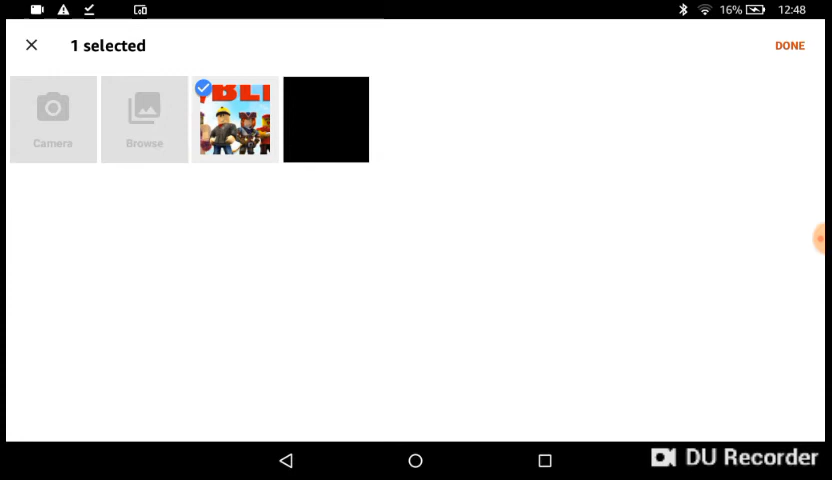 16% 12:48
1 selected
DONE
Camera
Browse
DU Recorder